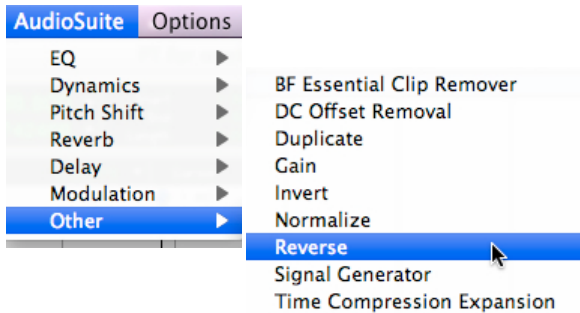 AudioSuite Options
EQ
Dynamics
Pitch Shift
Reverb
Delay
Modulation
Other
BF Essential Clip Remover
DC Offset Removal
Duplicate
Gain
Invert
Normalize
Reverse
Signal Generator
Time Compression Expansion